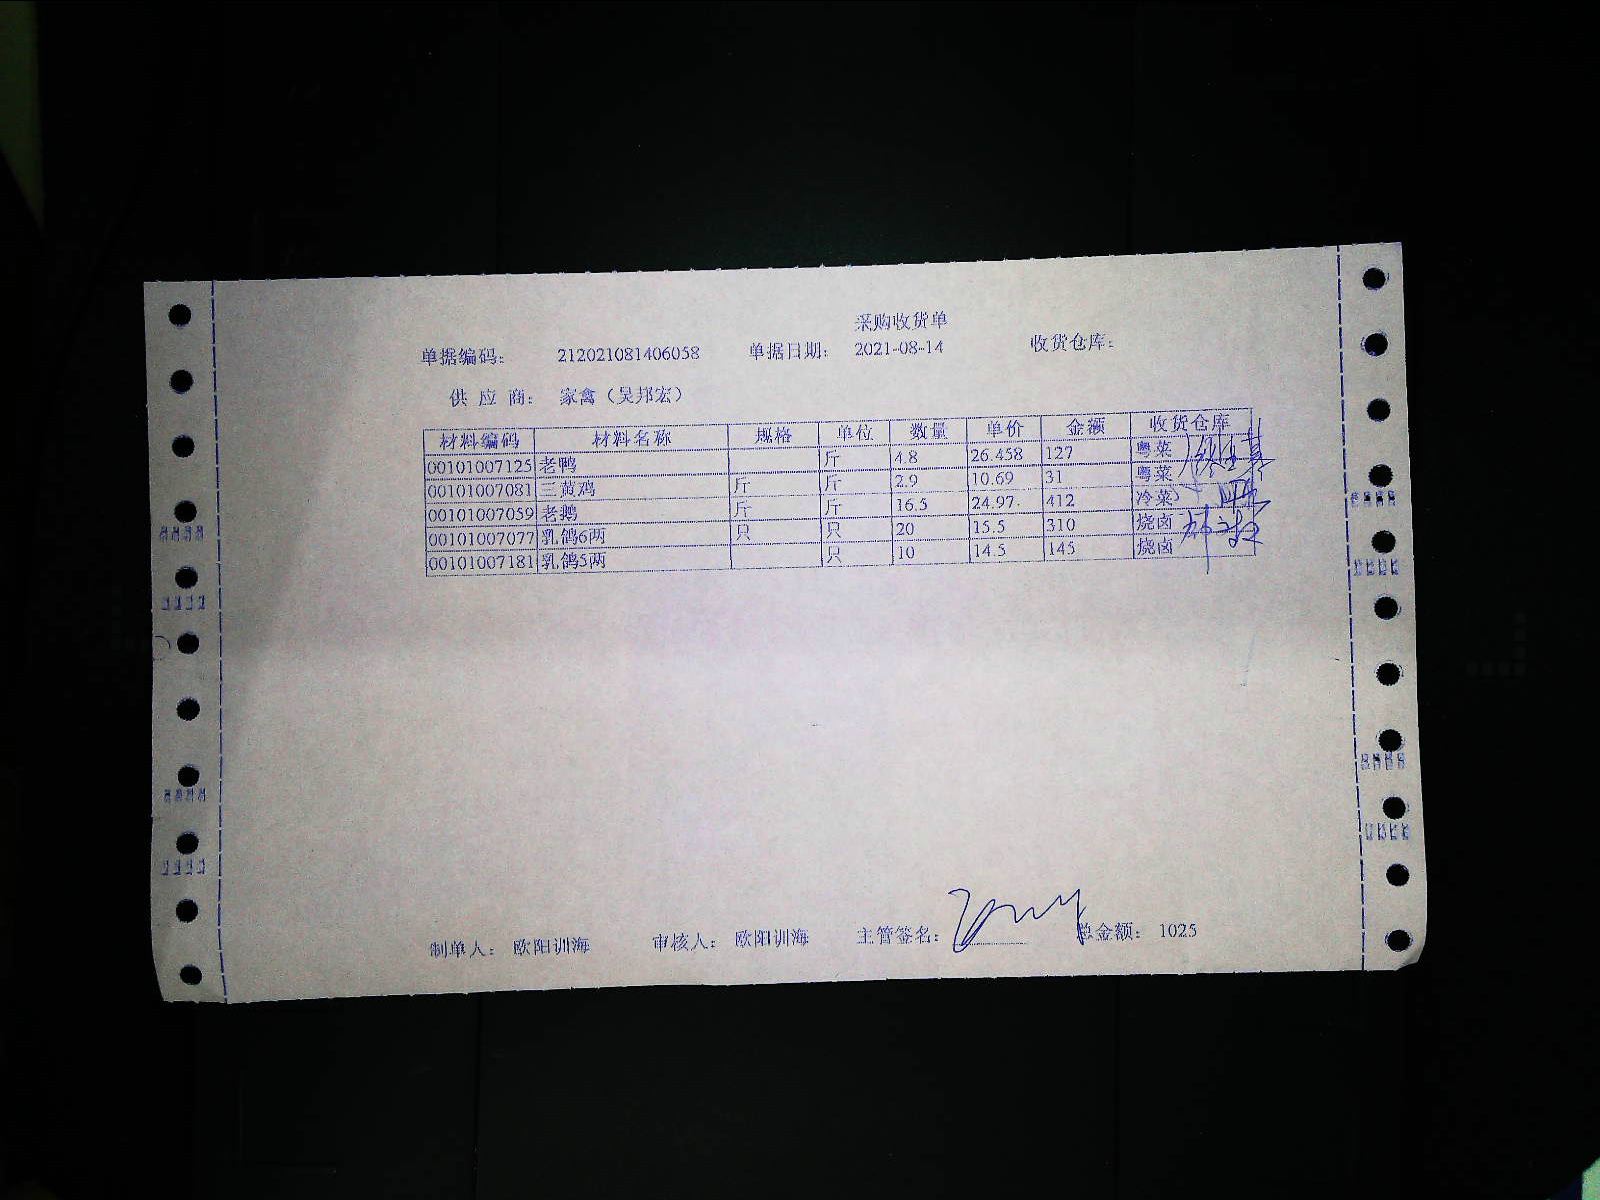 采购收货单
单据编码： 212021081406058 单据日期： 2021-08-14 收货仓库：
供 应 商： 家禽（吴邦宏）
材料编码 材料名称 规格 单位 数量 单价 金额 收货仓库
00101007125 老鸭 斤 4.8 26.458 127 粤菜
00101007081 三黄鸡 斤 斤 2.9 10.69 31 粤菜
00101007059 老鹅 斤 斤 16.5 24.97 412 冷菜
00101007077 乳鸽6两 只 只 20 15.5 310 烧卤
00101007181 乳鸽5两 只 10 14.5 145 烧卤
制单人： 欧阳训海 审核人： 欧阳训海 主管签名： 总金额： 1025